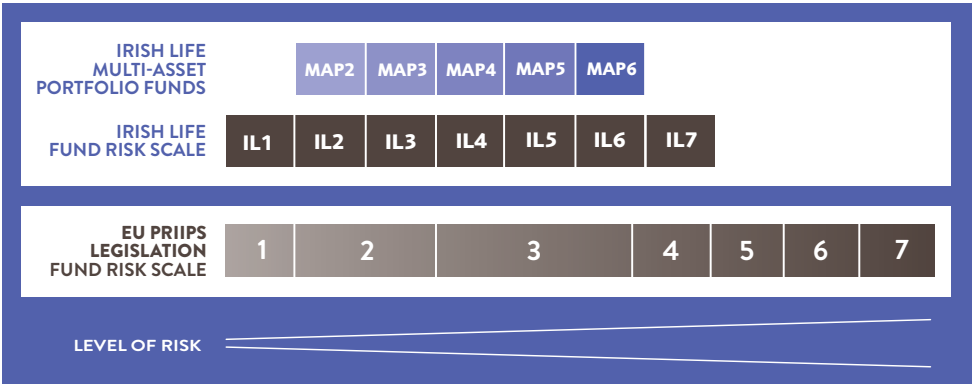 IRISH LIFE
MULTI-ASSET
PORTFOLIO FUNDS
MAP2 MAP3 MAP4 MAP5 MAP6
IRISH LIFE
FUND RISK SCALE
IL1 IL2 IL3 IL4 IL5 IL6 IL7
EU PRIIPS
LEGISLATION
FUND RISK SCALE
1 2 3 4 5 6 7
LEVEL OF RISK